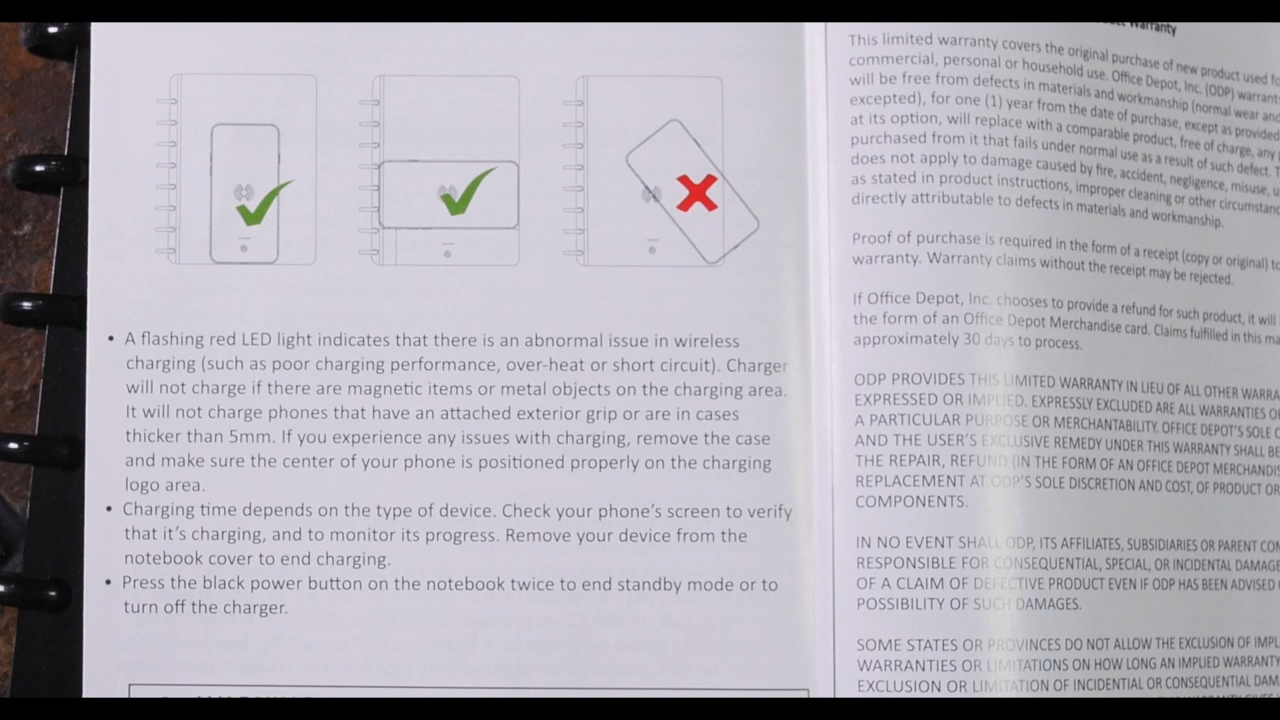 • A flashing red LED light indicates that there is an abnormal issue in wireless
charging (such as poor charging performance, over-heat or short circuit). Charger
will not charge if there are magnetic items or metal objects on the charging area.
It will not charge phones that have an attached exterior grip or are in cases
thicker than 5mm. If you experience any issues with charging, remove the case
and make sure the center of your phone is positioned properly on the charging
logo area.
• Charging time depends on the type of device. Check your phone's screen to verify
that it's charging, and to monitor its progress. Remove your device from the
notebook cover to end charging.
• Press the black power button on the notebook twice to end standby mode or to
turn off the charger.
Warranty
This limited warranty covers the original purchase of new product used
commercial, personal or household use. Office Depot, Inc. (ODP)
will be free from defects in materials and workmanship (normal wear and
excepted), for one (1) year from the date of purchase, except as provided
at its option, will replace with a comparable product, free of charge, any
purchased from it that fails under normal use as a result of such defect.
does not apply to damage caused by fire, accident, negligence, misuse,
as stated in product instructions, improper cleaning or other
directly attributable to defects in materials and workmanship.
Proof of purchase is required in the form of a receipt (copy or original)
warranty. Warranty claims without the receipt may be rejected.
If Office Depot, Inc. chooses to provide a refund for such product, it will
the form of an Office Depot Merchandise card. Claims fulfilled in this
approximately 30 days to process.
ODP PROVIDES THIS LIMITED WARRANTY IN LIEU OF ALL OTHER
EXPRESSED OR IMPLIED. EXPRESSLY EXCLUDED ARE ALL WARRANTIES
A PARTICULAR PURPOSE OR MERCHANTABILITY. OFFICE DEPOT'S SOLE
AND THE USER'S EXCLUSIVE REMEDY UNDER THIS WARRANTY SHALL BE
THE REPAIR, REFUND (IN THE FORM OF AN OFFICE DEPOT
REPLACEMENT AT ODP'S SOLE DISCRETION AND COST, OF PRODUCT OR
COMPONENTS.
IN NO EVENT SHALL ODP, ITS AFFILIATES, SUBSIDIARIES OR PARENT
RESPONSIBLE FOR CONSEQUENTIAL, SPECIAL, OR INCIDENTAL
OF A CLAIM OF DEFECTIVE PRODUCT EVEN IF ODP HAS BEEN ADVISED
POSSIBILITY OF SUCH DAMAGES.
SOME STATES OR PROVINCES DO NOT ALLOW THE EXCLUSION OF
WARRANTIES OR LIMITATIONS ON HOW LONG AN IMPLIED WARRANTY
EXCLUSION OR LIMITATION OF INCIDENTIAL OR CONSEQUENTIAL